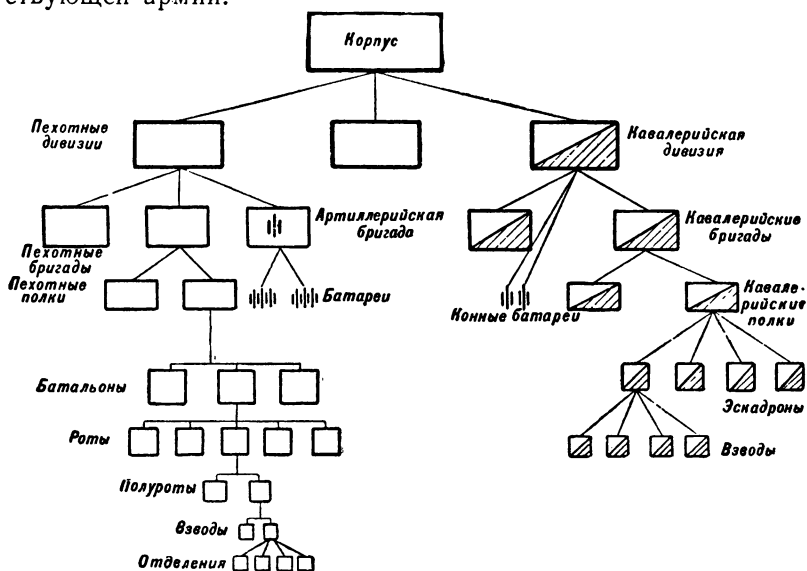 ствующей армии.
Корпус
Пехотные
дивизии
Кавалерийская
дивизия
Артиллерийская
бригада
Кавалерийские
бригады
Пехотные
бригады
Пехотные
полки
Батареи
Конные батареи
Кавале-
рийские
полки
Батальоны
Эскадроны
Роты
Взводы
Полуроты
Взводы
Отделения